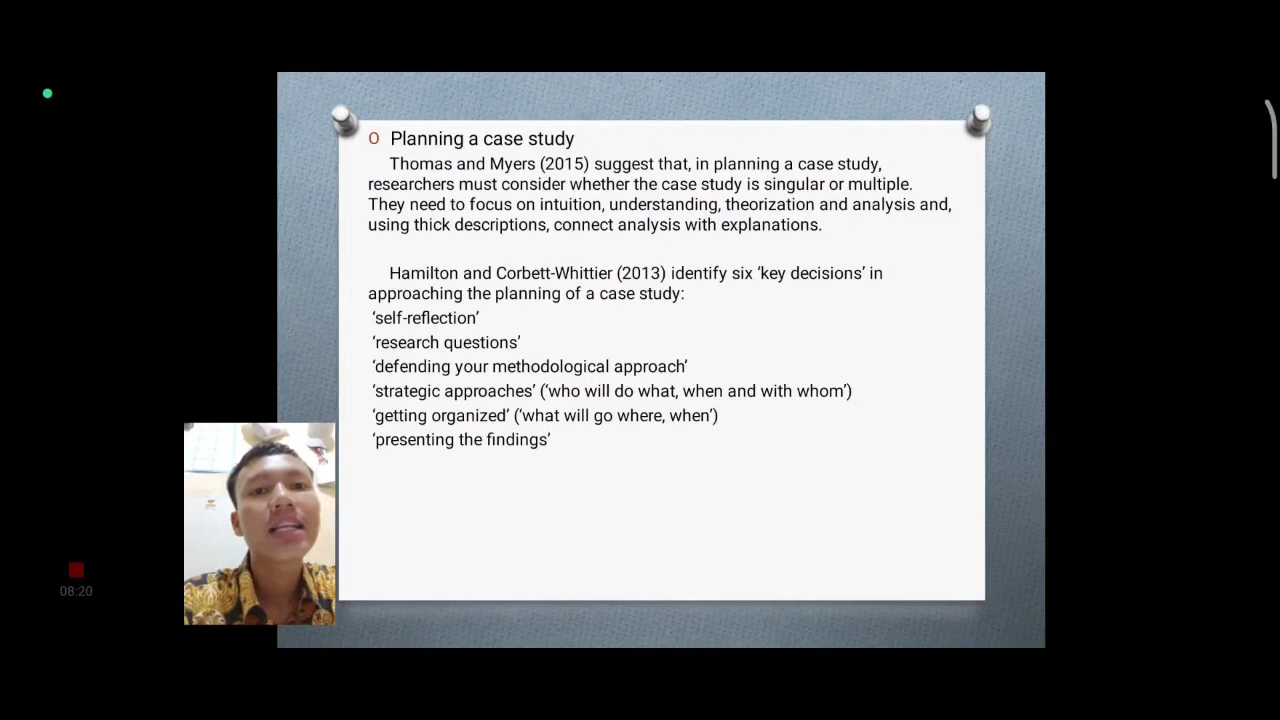 O Planning a case study
Thomas and Myers (2015) suggest that, in planning a case study,
researchers must consider whether the case study is singular or multiple.
They need to focus on intuition, understanding, theorization and analysis and,
using thick descriptions, connect analysis with explanations.
Hamilton and Corbett-Whittier (2013) identify six ‘key decisions’ in
approaching the planning of a case study:
‘self-reflection’
‘research questions’
‘defending your methodological approach’
‘strategic approaches’ (‘who will do what, when and with whom’)
‘getting organized’ (‘what will go where, when’)
‘presenting the findings’
08:20